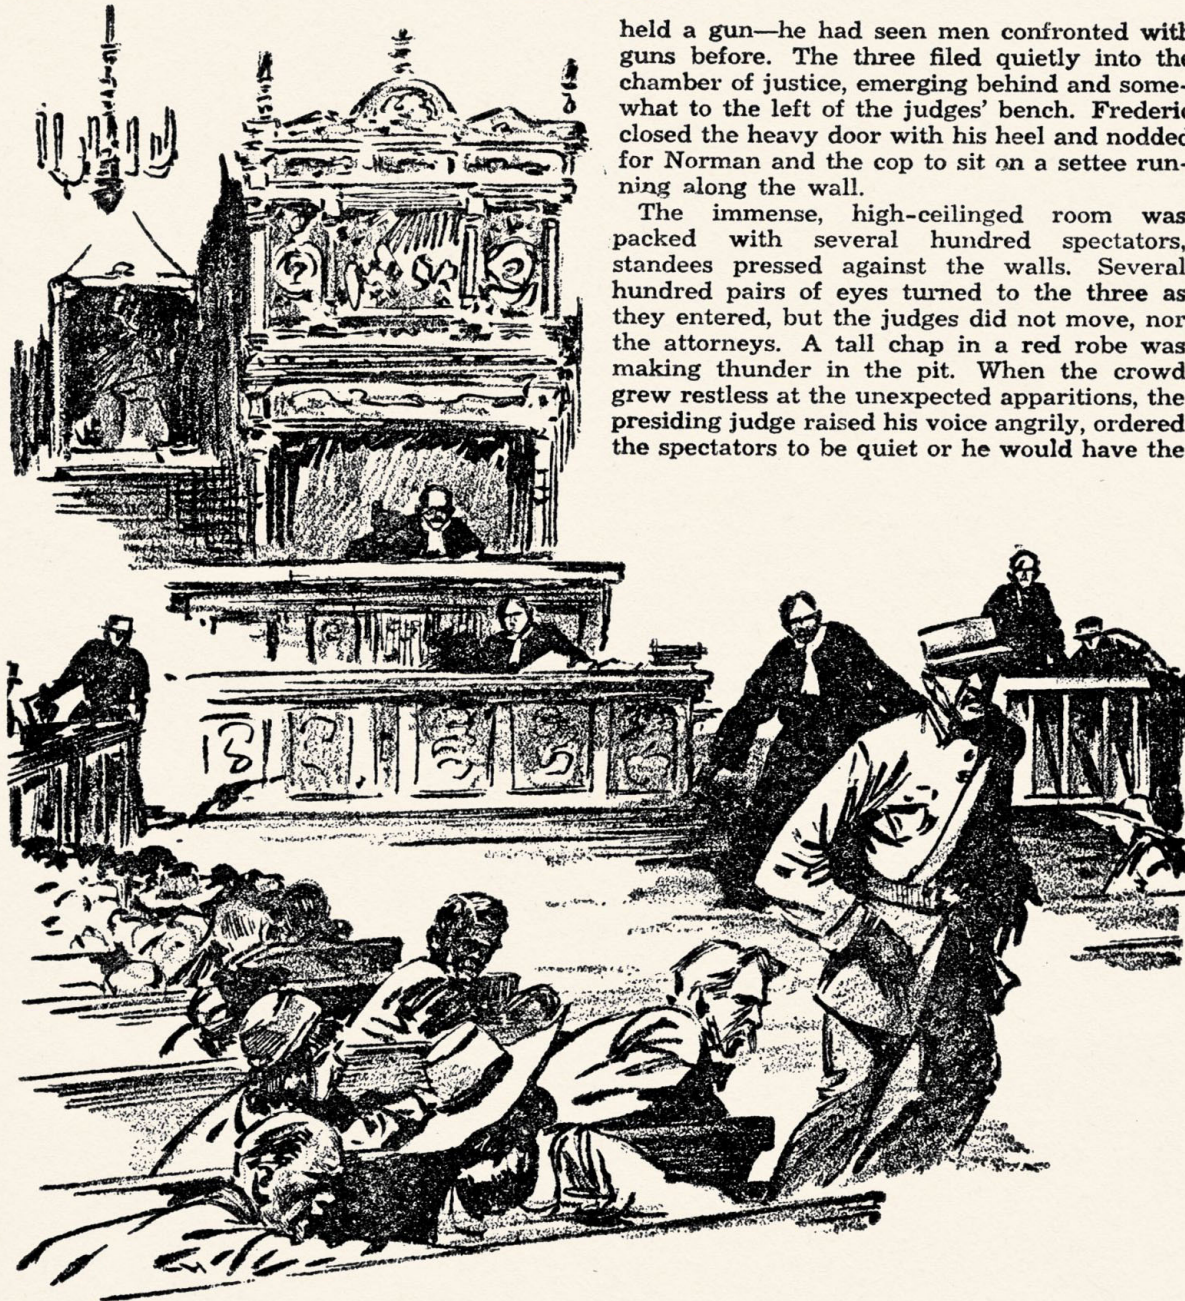 held a gun—he had seen men confronted with
guns before. The three filed quietly into the
chamber of justice, emerging behind and some-
what to the left of the judges' bench. Frederic
closed the heavy door with his heel and nodded
for Norman and the cop to sit on a settee run-
ning along the wall.
The immense, high-ceilinged room was
packed with several hundred spectators,
standees pressed against the walls. Several
hundred pairs of eyes turned to the three as
they entered, but the judges did not move, nor
the attorneys. A tall chap in a red robe was
making thunder in the pit. When the crowd
grew restless at the unexpected apparitions, the
presiding judge raised his voice angrily, ordered
the spectators to be quiet or he would have the